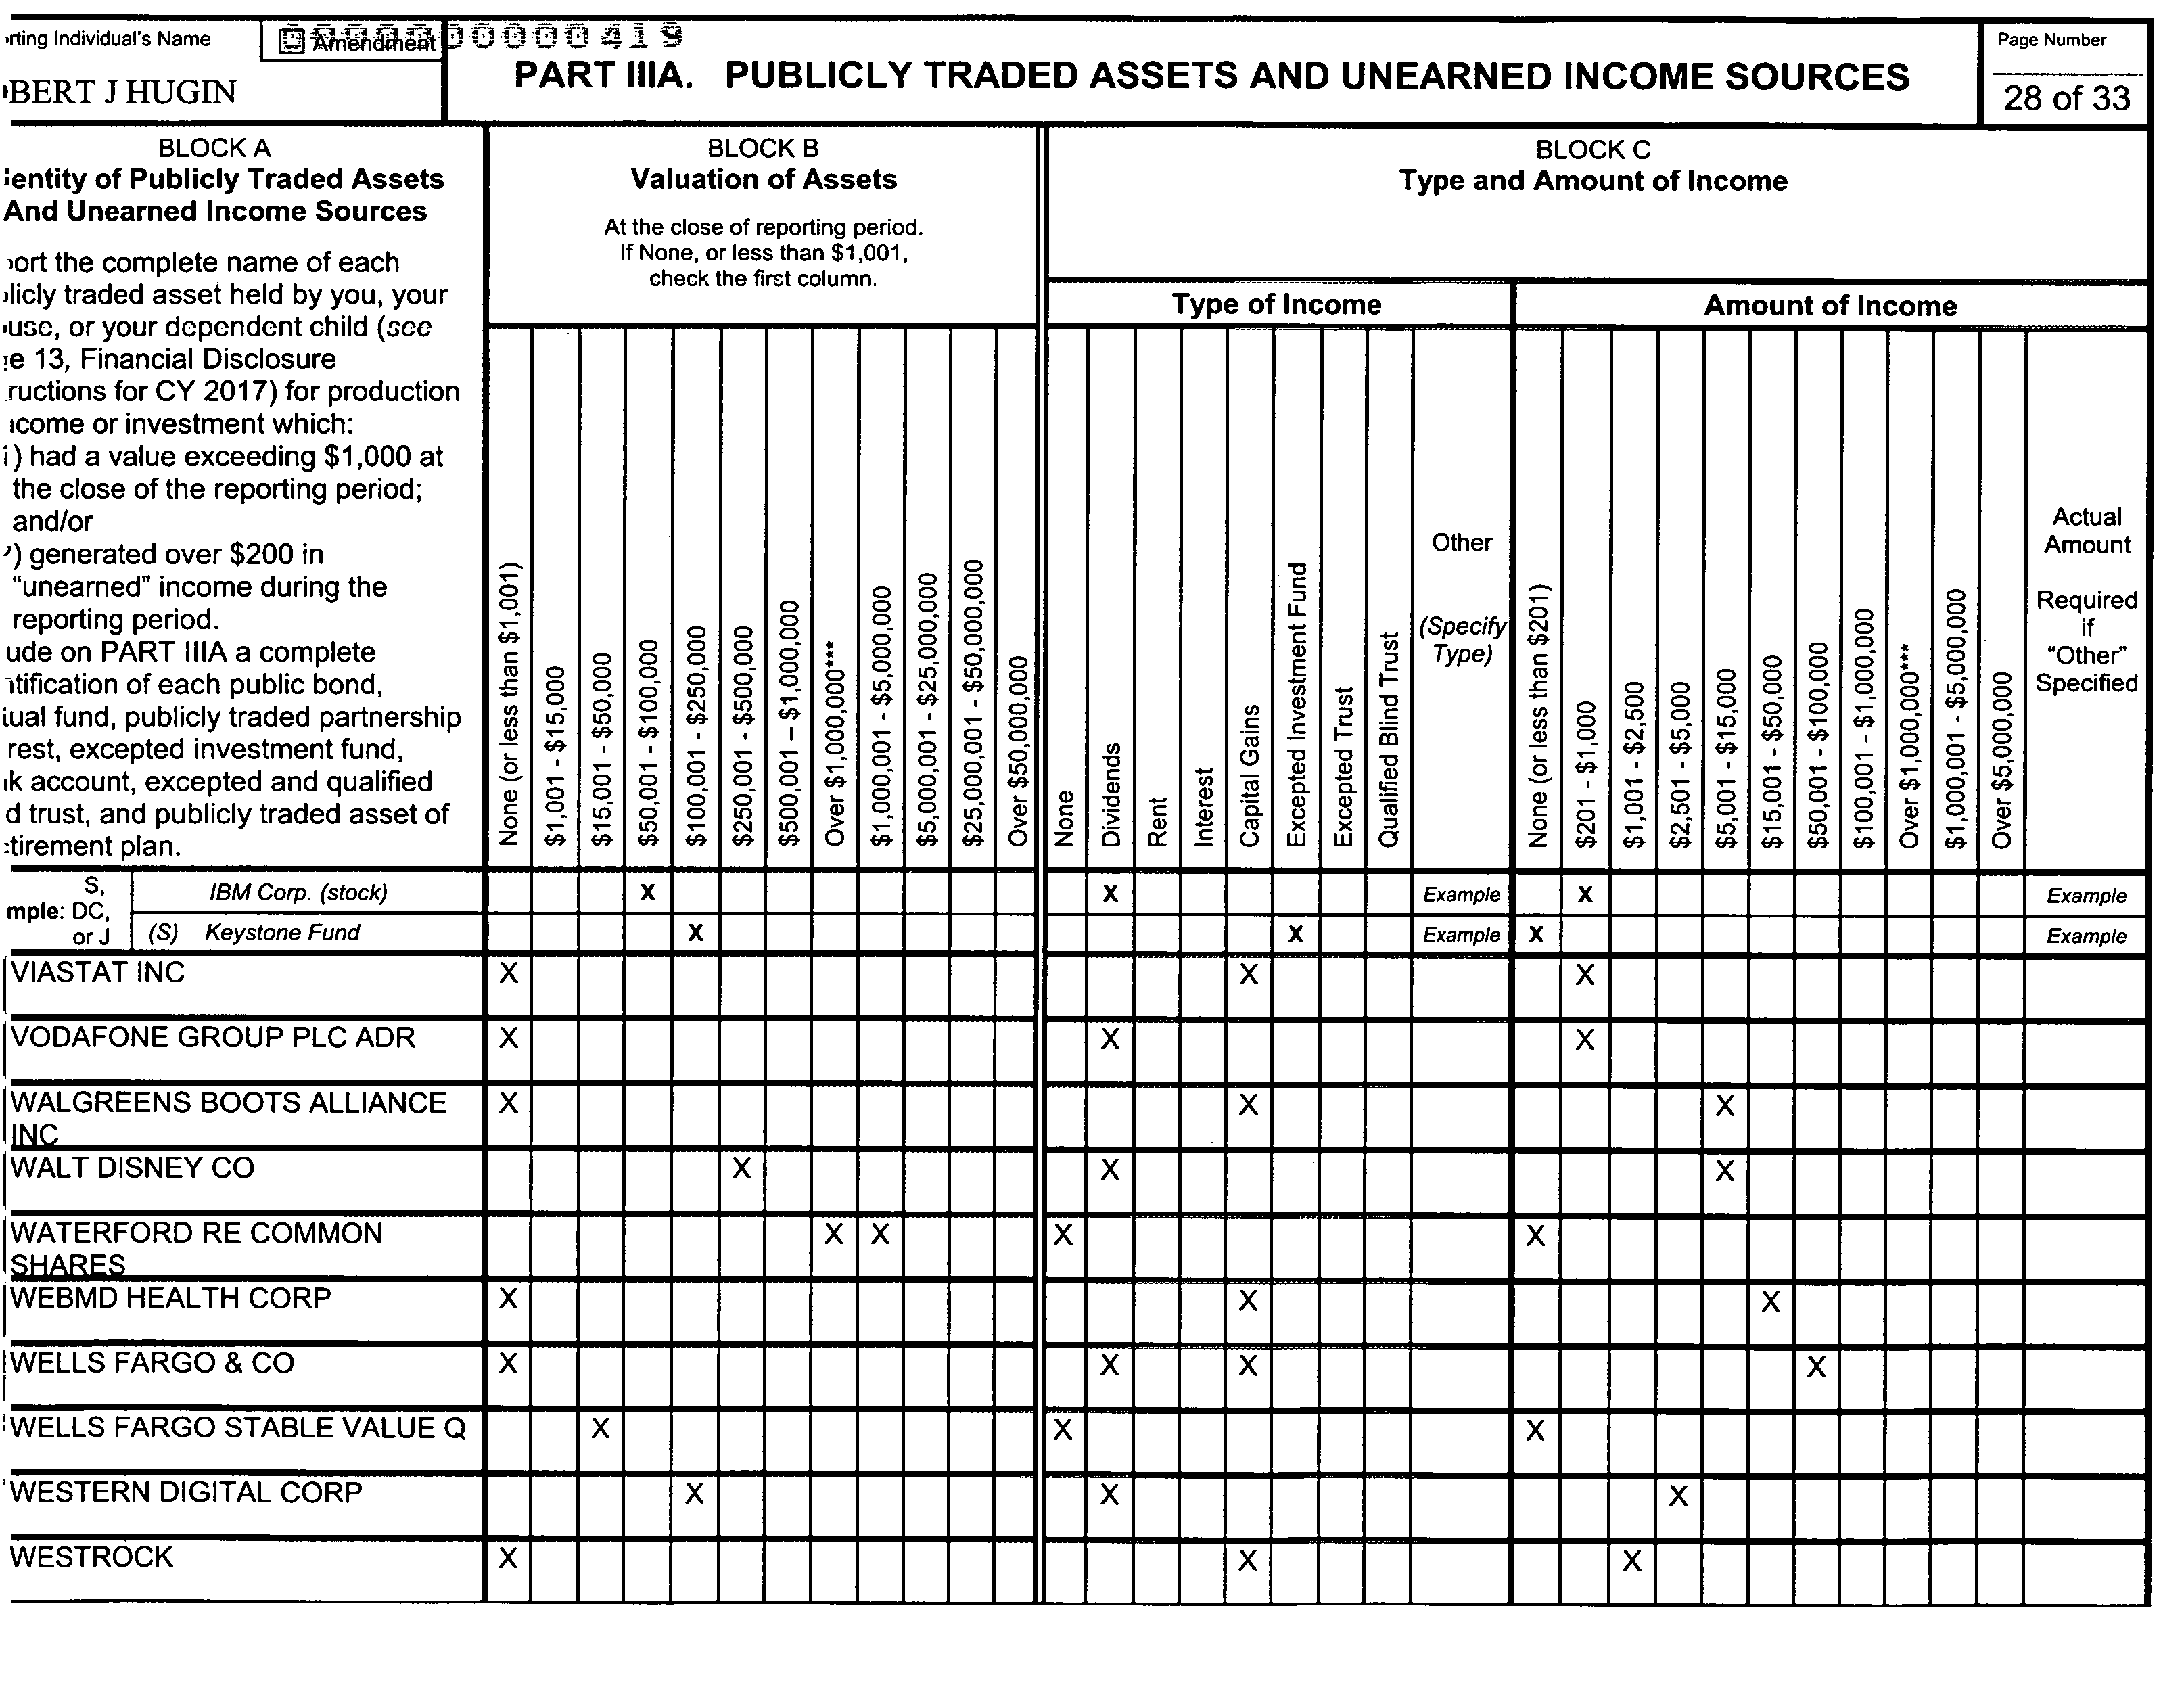 orting Individual's Name
Amendment
000000419
PART IIIA. PUBLICLY TRADED ASSETS AND UNEARNED INCOME SOURCES
Page Number
BERT J HUGIN
28 of 33
BLOCK A
entity of Publicly Traded Assets
And Unearned Income Sources
ort the complete name of each
licly traded asset held by you, your
use, or your dependent child (see
e 13, Financial Disclosure
ructions for CY 2017) for production
come or investment which:
) had a value exceeding $1,000 at
the close of the reporting period;
and/or
) generated over $200 in
“unearned” income during the
reporting period.
ude on PART IIIA a complete
tification of each public bond,
ual fund, publicly traded partnership
rest, excepted investment fund,
k account, excepted and qualified
d trust, and publicly traded asset of
tirement plan.
BLOCK B
Valuation of Assets
At the close of reporting period.
If None, or less than $1,001,
check the first column.
BLOCK C
Type and Amount of Income
Type of Income
Amount of Income
None (or less than $1,001)
$1,001 - $15,000
$15,001 - $50,000
$50,001 - $100,000
$100,001 - $250,000
$250,001 - $500,000
$500,001 – $1,000,000
Over $1,000,000***
$1,000,001 - $5,000,000
$5,000,001 - $25,000,000
$25,000,001 - $50,000,000
Over $50,000,000
None
Dividends
Rent
Interest
Capital Gains
Excepted Investment Fund
Excepted Trust
Qualified Blind Trust
Other
(Specify
Type)
None (or less than $201)
$201 - $1,000
$1,001 - $2,500
$2,501 - $5,000
$5,001 - $15,000
$15,001 - $50,000
$50,001 - $100,000
$100,001 - $1,000,000
Over $1,000,000***
$1,000,001 - $5,000,000
Over $5,000,000
Actual
Amount
Required
if
“Other”
Specified
mple: S,
DC,
or J
IBM Corp. (stock) X X Example X Example
(S) Keystone Fund X X Example X Example
VIASTAT INC X X X
VODAFONE GROUP PLC ADR X X X
WALGREENS BOOTS ALLIANCE X X X
INC
WALT DISNEY CO X X X
WATERFORD RE COMMON X X X X
SHARES
WEBMD HEALTH CORP X X X
WELLS FARGO & CO X X X X
WELLS FARGO STABLE VALUE Q X X X
WESTERN DIGITAL CORP X X X
WESTROCK X X X